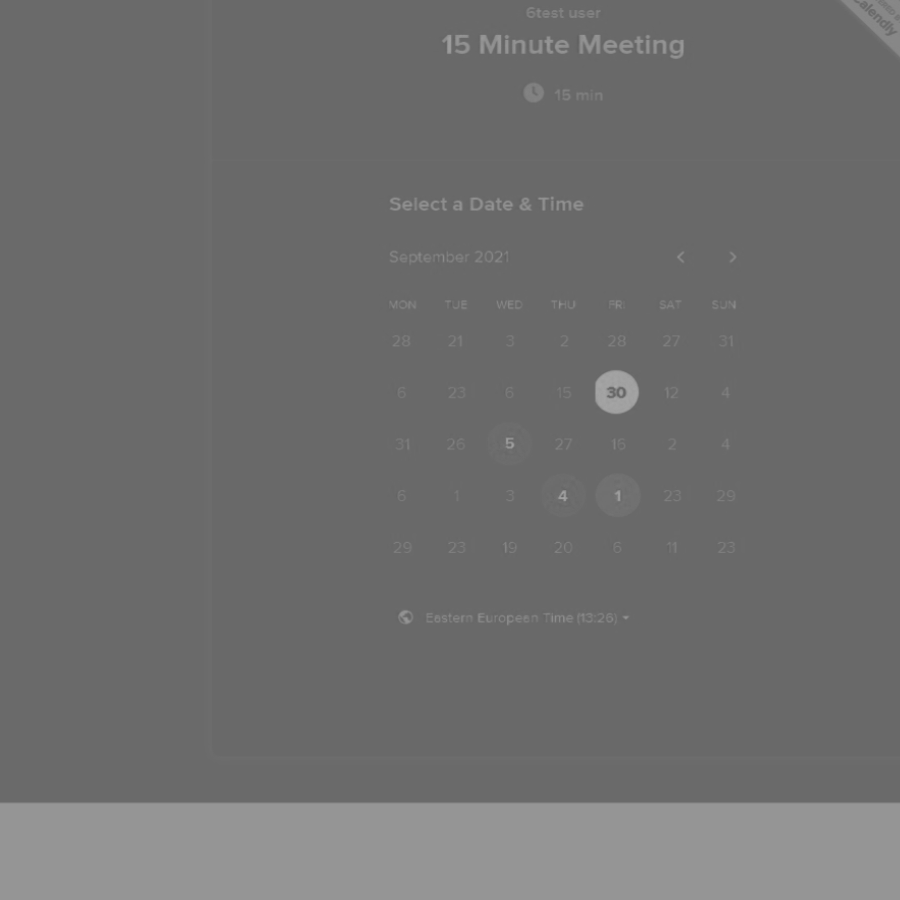 6test user
15 Minute Meeting
15 min
Calendly
Select a Date & Time
September 2021
MON TUE WED THU FR SAT SUN
28 21 3 2 28 27 31
6 23 6 15 30 12 4
31 26 5 27 16 2 4
6 1 3 4 1 23 29
29 23 19 20 6 11 23
Eastern European Time (13:26)